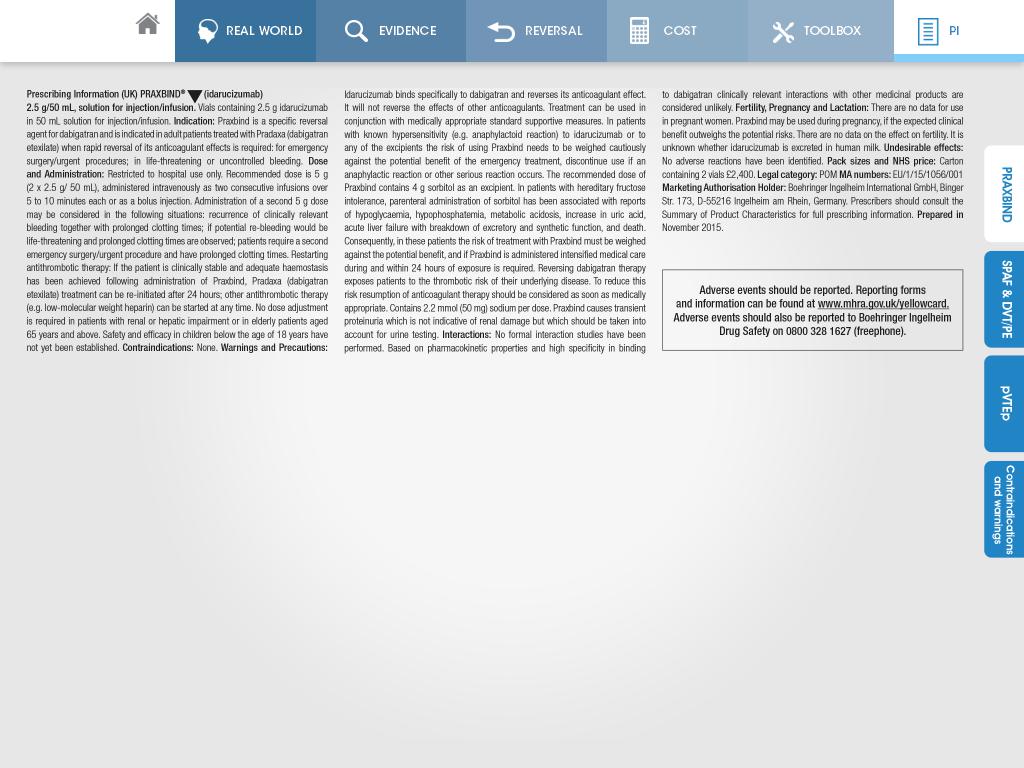 REAL WORLD
EVIDENCE
REVERSAL
COST
TOOLBOX
PI
Prescribing Information (UK) PRAXBIND® ▼ (idarucizumab)
2.5 g/50 mL, solution for injection/infusion. Vials containing 2.5 g idarucizumab
in 50 mL solution for injection/infusion. Indication: Praxbind is a specific reversal
agent for dabigatran and is indicated in adult patients treated with Pradaxa (dabigatran
etexilate) when rapid reversal of its anticoagulant effects is required: for emergency
surgery/urgent procedures; in life-threatening or uncontrolled bleeding. Dose
and Administration: Restricted to hospital use only. Recommended dose is 5 g
(2 x 2.5 g/ 50 mL), administered intravenously as two consecutive infusions over
5 to 10 minutes each or as a bolus injection. Administration of a second 5 g dose
may be considered in the following situations: recurrence of clinically relevant
bleeding together with prolonged clotting times; if potential re-bleeding would be
life-threatening and prolonged clotting times are observed; patients require a second
emergency surgery/urgent procedure and have prolonged clotting times. Restarting
antithrombotic therapy: If the patient is clinically stable and adequate haemostasis
has been achieved following administration of Praxbind, Pradaxa (dabigatran
etexilate) treatment can be re-initiated after 24 hours; other antithrombotic therapy
(e.g. low-molecular weight heparin) can be started at any time. No dose adjustment
is required in patients with renal or hepatic impairment or in elderly patients aged
65 years and above. Safety and efficacy in children below the age of 18 years have
not yet been established. Contraindications: None. Warnings and Precautions:
Idarucizumab binds specifically to dabigatran and reverses its anticoagulant effect.
It will not reverse the effects of other anticoagulants. Treatment can be used in
conjunction with medically appropriate standard supportive measures. In patients
with known hypersensitivity (e.g. anaphylactoid reaction) to idarucizumab or to
any of the excipients the risk of using Praxbind needs to be weighed cautiously
against the potential benefit of the emergency treatment, discontinue use if an
anaphylactic reaction or other serious reaction occurs. The recommended dose of
Praxbind contains 4 g sorbitol as an excipient. In patients with hereditary fructose
intolerance, parenteral administration of sorbitol has been associated with reports
of hypoglycaemia, hypophosphatemia, metabolic acidosis, increase in uric acid,
acute liver failure with breakdown of excretory and synthetic function, and death.
Consequently, in these patients the risk of treatment with Praxbind must be weighed
against the potential benefit, and if Praxbind is administered intensified medical care
during and within 24 hours of exposure is required. Reversing dabigatran therapy
exposes patients to the thrombotic risk of their underlying disease. To reduce this
risk resumption of anticoagulant therapy should be considered as soon as medically
appropriate. Contains 2.2 mmol (50 mg) sodium per dose. Praxbind causes transient
proteinuria which is not indicative of renal damage but which should be taken into
account for urine testing. Interactions: No formal interaction studies have been
performed. Based on pharmacokinetic properties and high specificity in binding
to dabigatran clinically relevant interactions with other medicinal products are
considered unlikely. Fertility, Pregnancy and Lactation: There are no data for use
in pregnant women. Praxbind may be used during pregnancy, if the expected clinical
benefit outweighs the potential risks. There are no data on the effect on fertility. It is
unknown whether idarucizumab is excreted in human milk. Undesirable effects:
No adverse reactions have been identified. Pack sizes and NHS price: Carton
containing 2 vials £2,400. Legal category: POM MA numbers: EU/1/15/1056/001
Marketing Authorisation Holder: Boehringer Ingelheim International GmbH, Binger
Str. 173, D-55216 Ingelheim am Rhein, Germany. Prescribers should consult the
Summary of Product Characteristics for full prescribing information. Prepared in
November 2015.
Adverse events should be reported. Reporting forms
and information can be found at www.mhra.gov.uk/yellowcard.
Adverse events should also be reported to Boehringer Ingelheim
Drug Safety on 0800 328 1627 (freephone).
PRAXBIND
SPAF & DVT/PE
pVTEp
Contraindications
and warnings